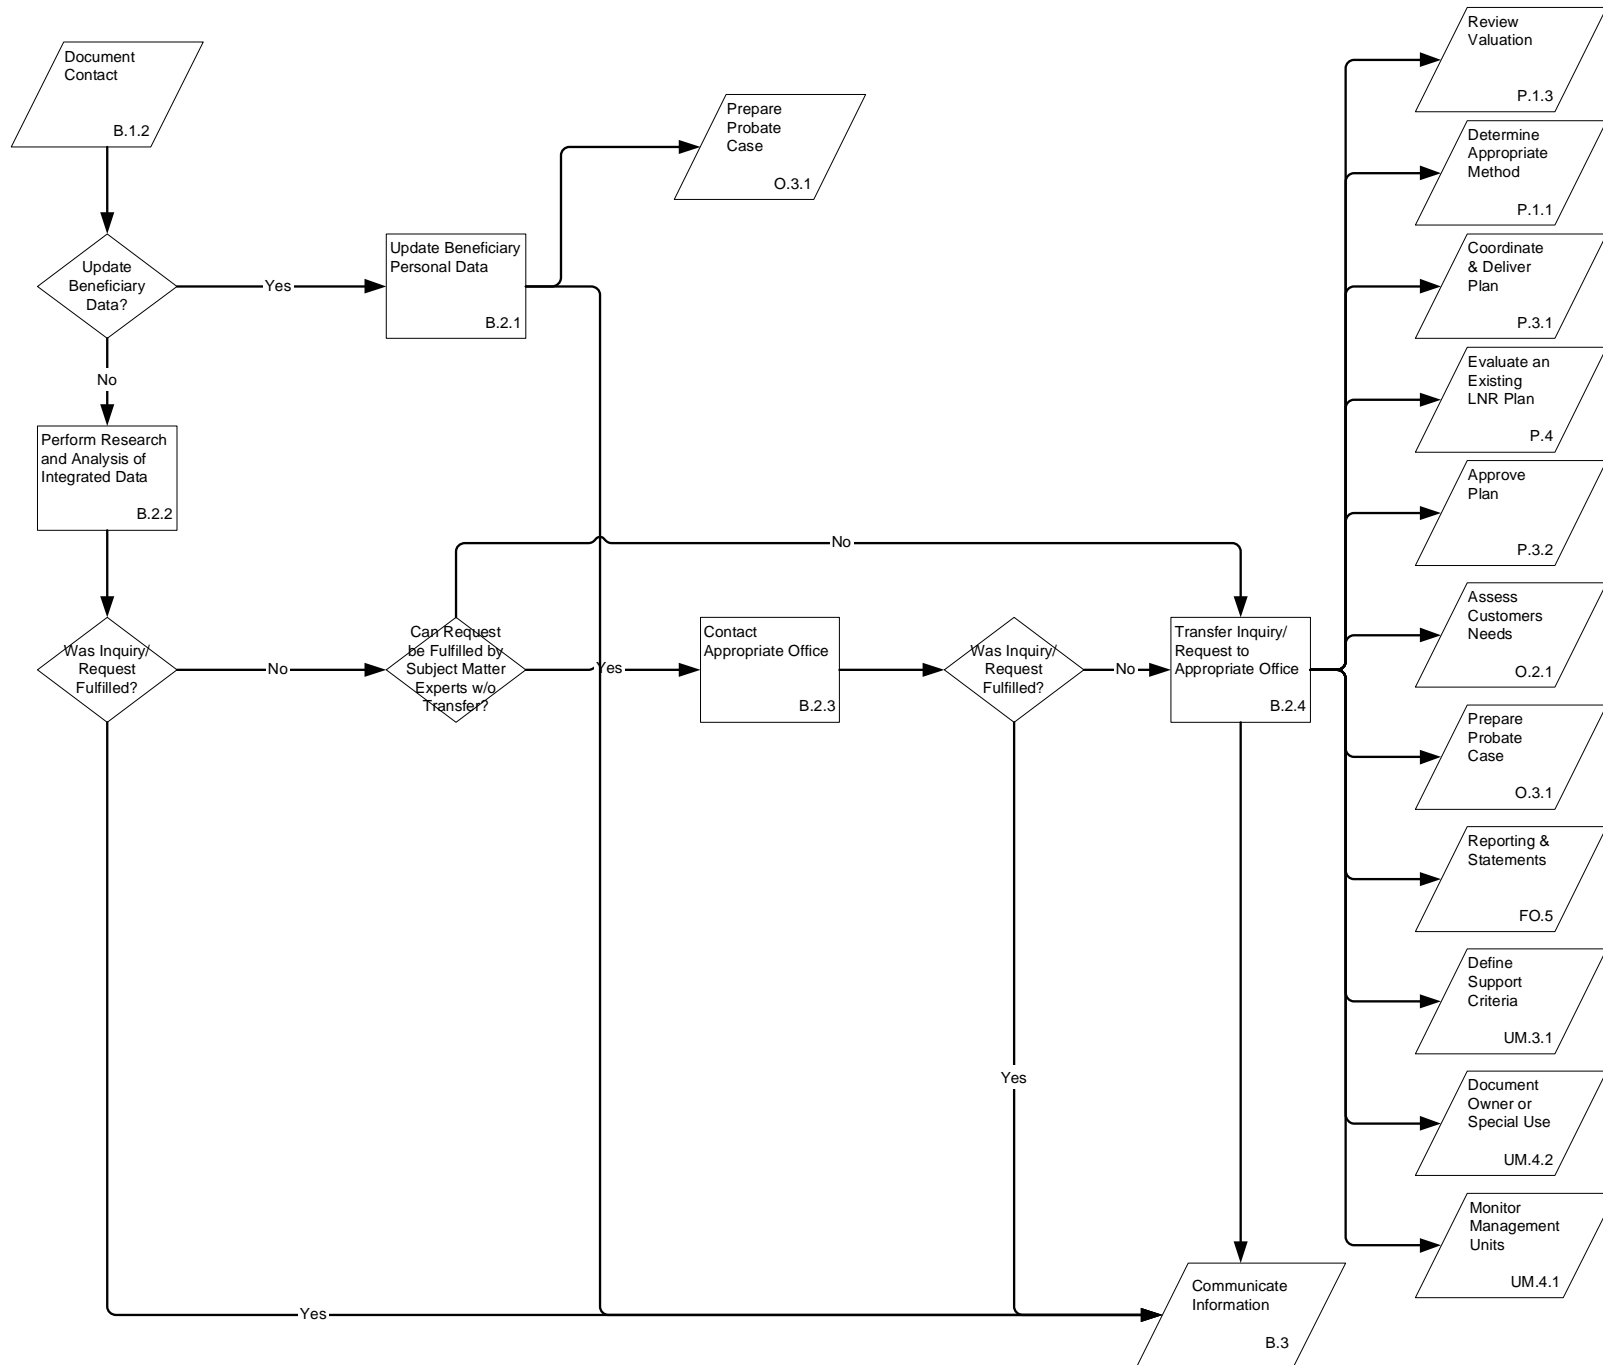 Document
Contact
B.1.2
Prepare
Probate
Case
O.3.1
Update
Beneficiary
Data?
Yes
Update Beneficiary
Personal Data
B.2.1
No
Perform Research
and Analysis of
Integrated Data
B.2.2
No
Was Inquiry/
Request
Fulfilled?
No
Can Request
be Fulfilled by
Subject Matter
Experts w/o
Transfer?
Yes
Contact
Appropriate Office
B.2.3
Was Inquiry/
Request
Fulfilled?
No
Transfer Inquiry/
Request to
Appropriate Office
B.2.4
Yes
Yes
Communicate
Information
B.3
Review
Valuation
P.1.3
Determine
Appropriate
Method
P.1.1
Coordinate
& Deliver
Plan
P.3.1
Evaluate an
Existing
LNR Plan
P.4
Approve
Plan
P.3.2
Assess
Customers
Needs
O.2.1
Prepare
Probate
Case
O.3.1
Reporting &
Statements
FO.5
Define
Support
Criteria
UM.3.1
Document
Owner or
Special Use
UM.4.2
Monitor
Management
Units
UM.4.1